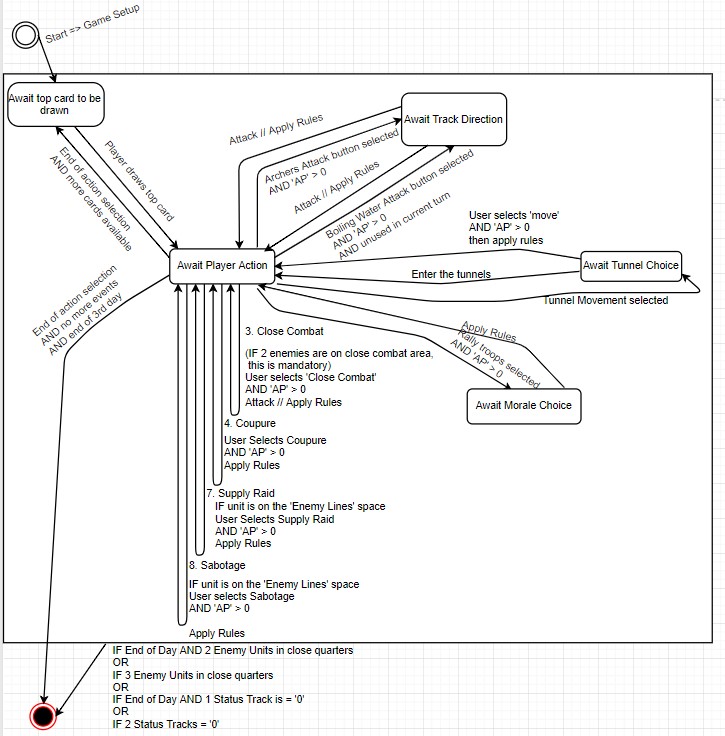 Start => Game Setup
Await top card to be
drawn
Player draws top card
End of action selection
AND more cards available
Await Track Direction
Attack // Apply Rules
Archers Attack button selected
AND 'AP' > 0
Attack // Apply Rules
Boiling Water Attack button selected
AND 'AP' > 0
AND unused in current turn
Await Player Action
User selects 'move'
AND 'AP' > 0
then apply rules
Await Tunnel Choice
Enter the tunnels
Tunnel Movement selected
End of action selection
AND no more events
AND end of 3rd day
Apply Rules
Rally troops selected
AND 'AP' > 0
Await Morale Choice
3. Close Combat
(IF 2 enemies are on close combat area,
this is mandatory)
User selects 'Close Combat'
AND 'AP' > 0
Attack // Apply Rules
4. Coupure
User Selects Coupure
AND 'AP' > 0
Apply Rules
7. Supply Raid
IF unit is on the 'Enemy Lines' space
User Selects Supply Raid
AND 'AP' > 0
Apply Rules
8. Sabotage
IF unit is on the 'Enemy Lines' space
User selects Sabotage
AND 'AP' > 0
Apply Rules
IF End of Day AND 2 Enemy Units in close quarters
OR
IF 3 Enemy Units in close quarters
OR
IF End of Day AND 1 Status Track is = '0'
OR
IF 2 Status Tracks = '0'